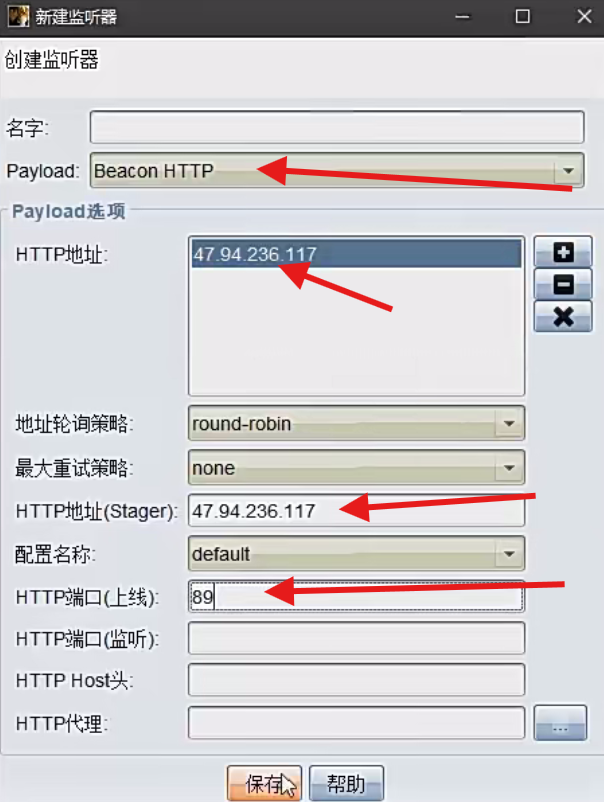 新建监听器
创建监听器
名字:
Payload: Beacon HTTP
Payload选项
HTTP地址: 47.94.236.117
地址轮询策略: round-robin
最大重试策略: none
HTTP地址(Stager): 47.94.236.117
配置名称: default
HTTP端口(上线): 89
HTTP端口(监听):
HTTP Host头:
HTTP代理: ...
保存 帮助